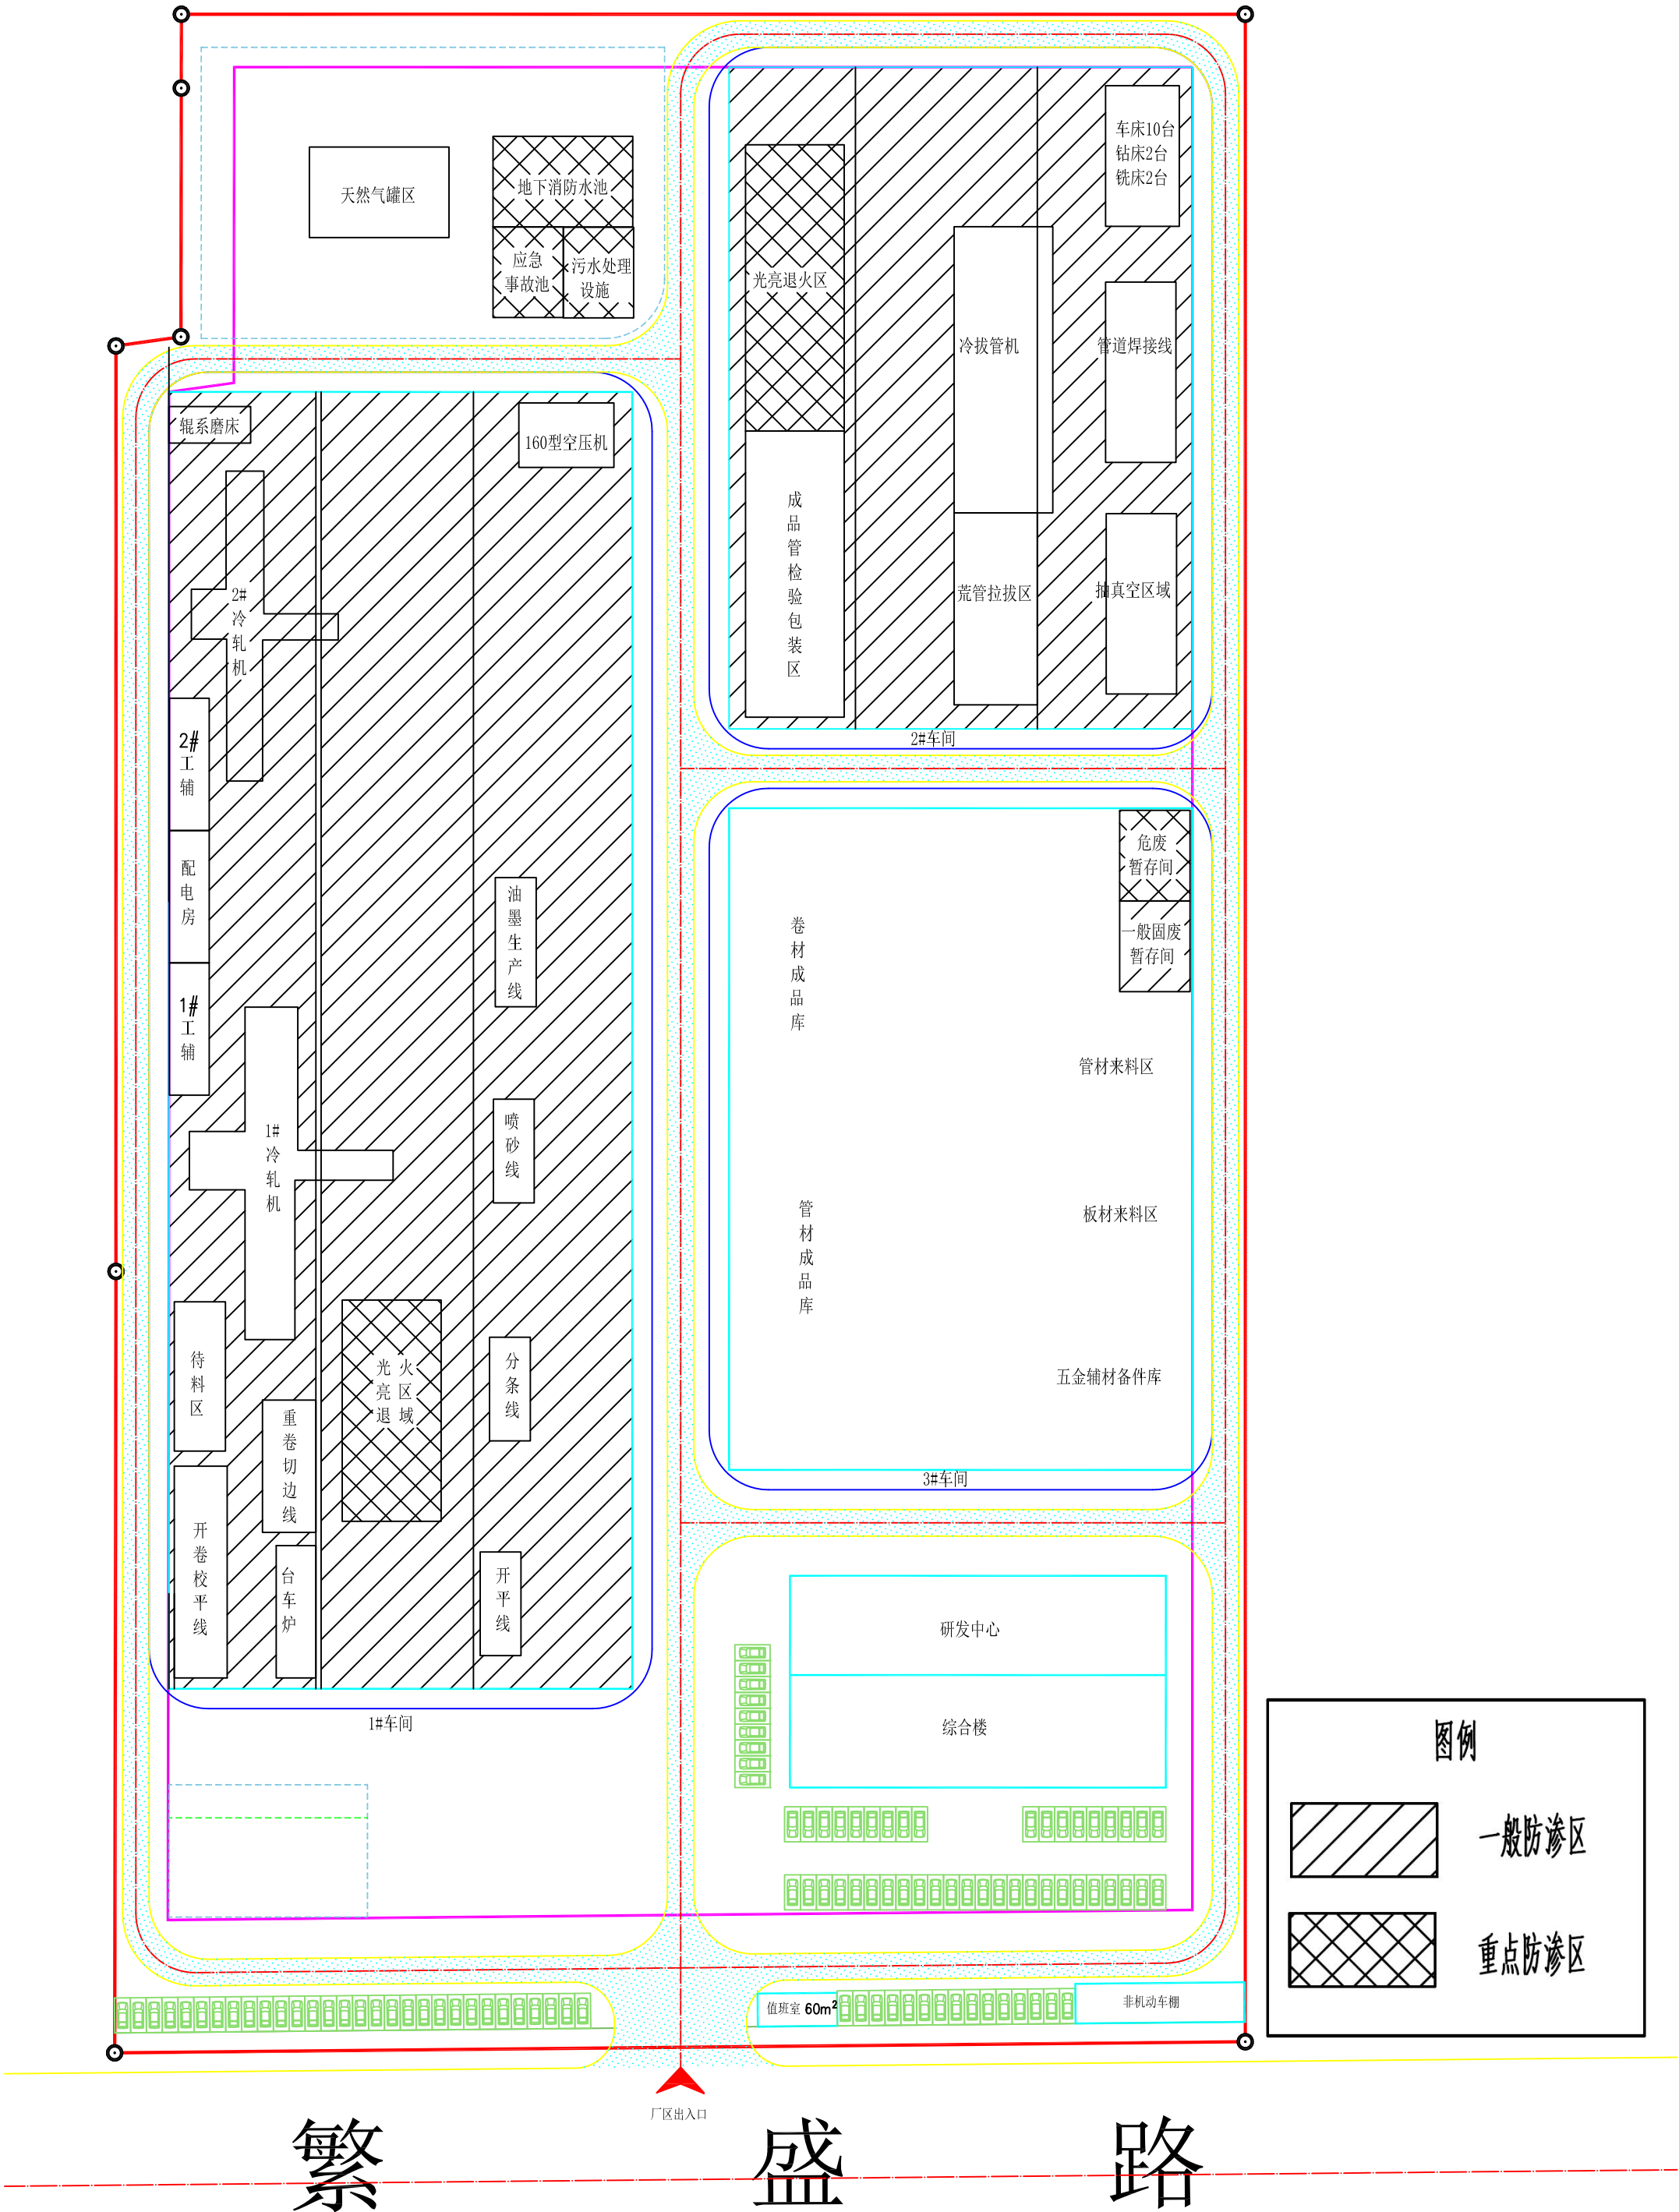 天然气罐区
地下消防水池
应急
事故池
污水处理
设施
车床10台
钻床2台
铣床2台
光亮退火区
冷拔管机
管道焊接线
成品管检验包装区
荒管拉拔区
抽真空区域
2#车间
辊系磨床
160型空压机
2#冷轧机
2#工辅
配电房
1#工辅
1#冷轧机
油墨生产线
喷砂线
待料区
重卷切边线
光亮退
火区域
分条线
开卷校平线
台车炉
开平线
1#车间
危废
暂存间
一般固废
暂存间
卷材成品库
管材来料区
管材成品库
板材来料区
五金辅材备件库
3#车间
研发中心
综合楼
值班室 60m²
非机动车棚
厂区出入口
繁盛路
图例
一般防渗区
重点防渗区